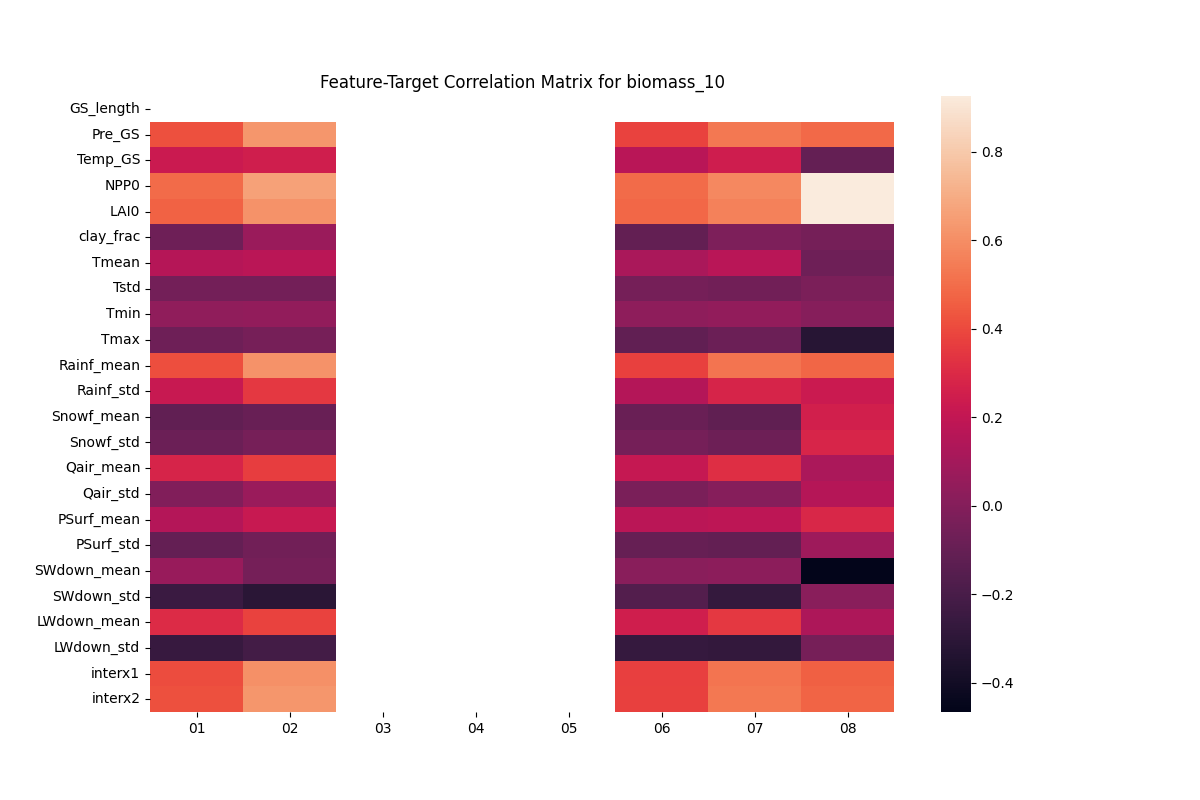 Feature-Target Correlation Matrix for biomass_10
GS_length
Pre_GS
Temp_GS
NPP0
LAI0
clay_frac
Tmean
Tstd
Tmin
Tmax
Rainf_mean
Rainf_std
Snowf_mean
Snowf_std
Qair_mean
Qair_std
PSurf_mean
PSurf_std
SWdown_mean
SWdown_std
LWdown_mean
LWdown_std
interx1
interx2
01 02 03 04 05 06 07 08
0.8
0.6
0.4
0.2
0.0
−0.2
−0.4